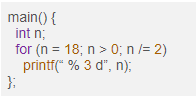 main() {
int n;
for (n = 18; n > 0; n /= 2)
printf(“ % 3 d”, n);
};